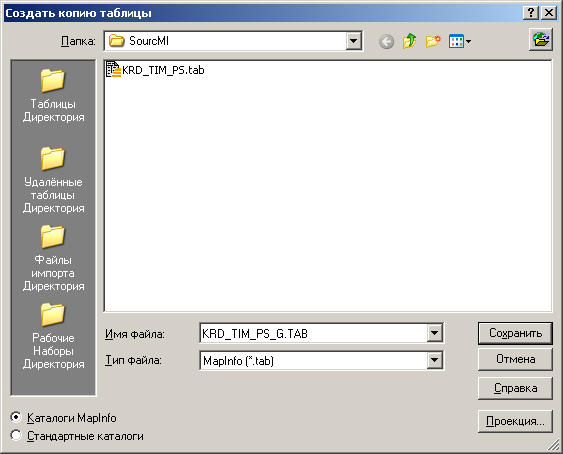 Создать копию таблицы
Папка: SourcMI
KRD_TIM_PS.tab
Таблицы
Директория
Удалённые
таблицы
Директория
Файлы
импорта
Директория
Рабочие
Наборы
Директория
Имя файла: KRD_TIM_PS_G.TAB Сохранить
Тип файла: MapInfo (*.tab) Отмена
Справка
Каталоги MapInfo Проекция...
Стандартные каталоги